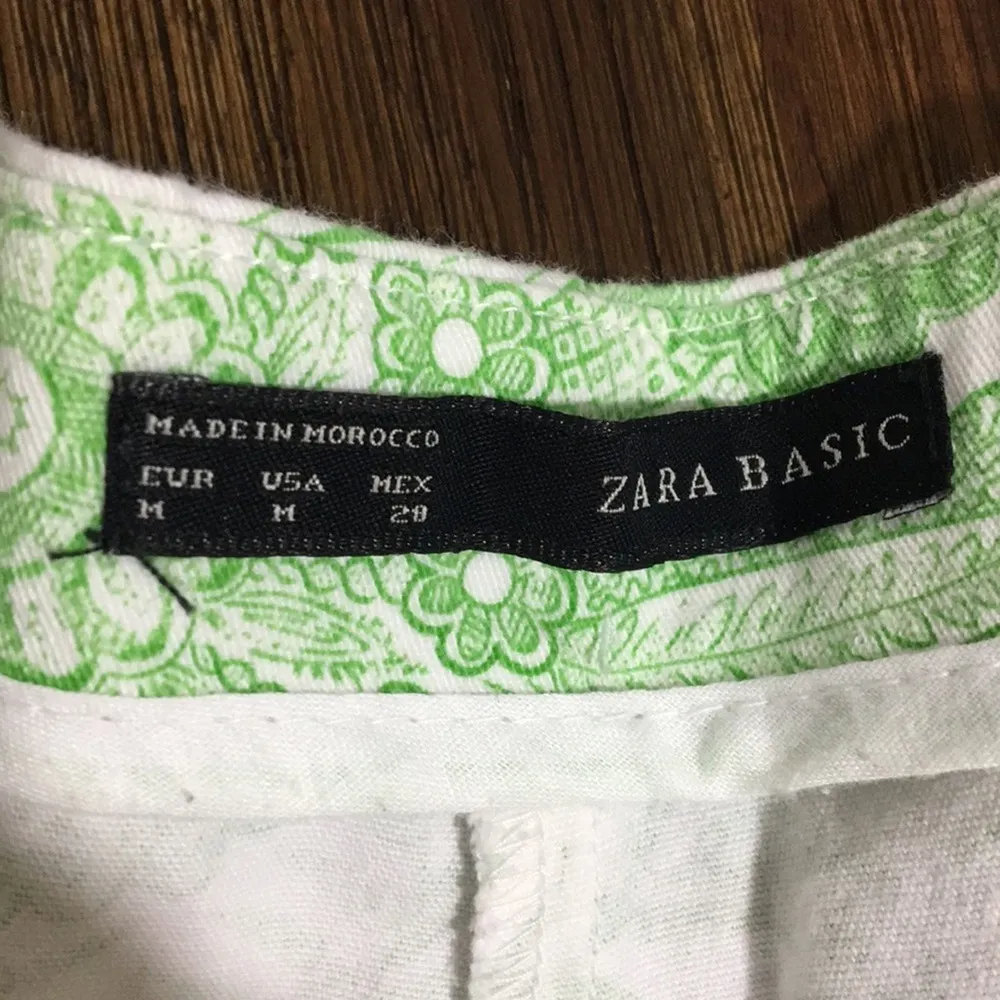 MADE IN MOROCCO
EUR USA MEX
M M 28
ZARA BASIC